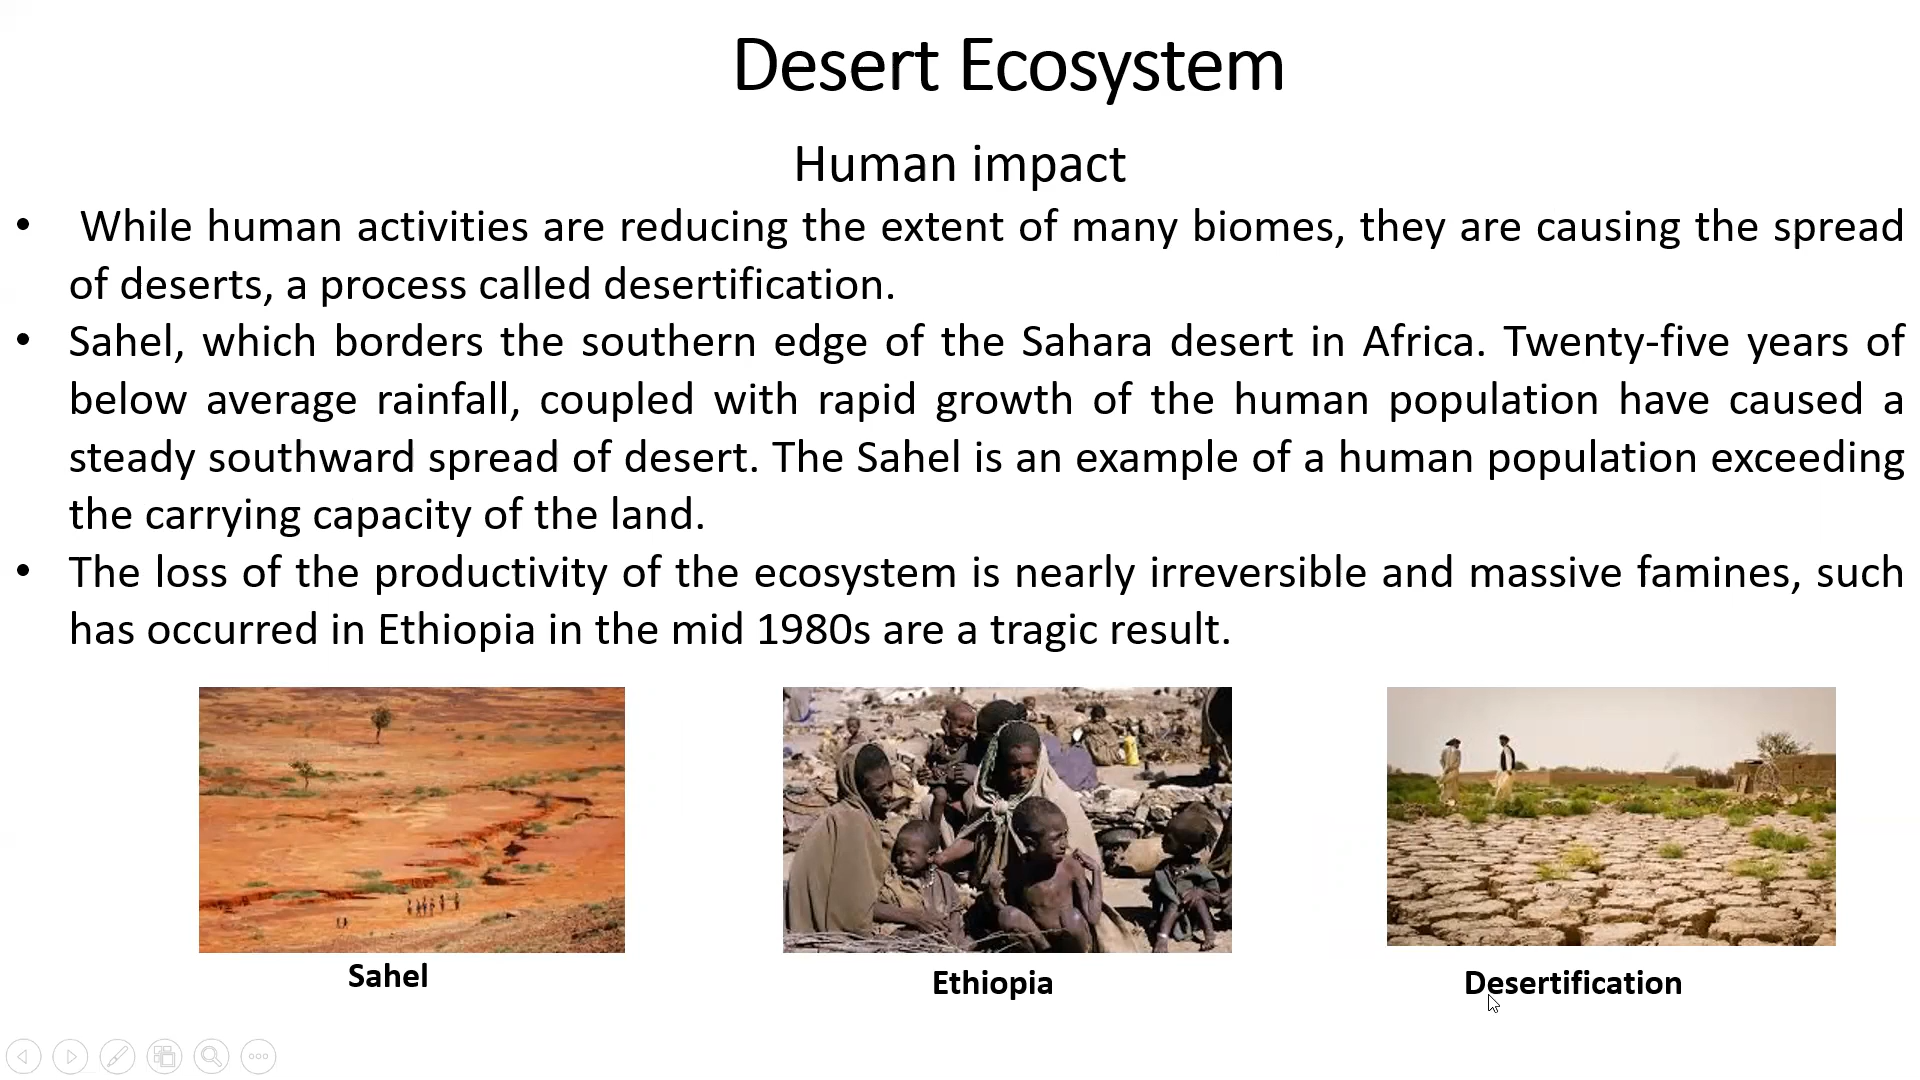 Desert Ecosystem
Human impact
• While human activities are reducing the extent of many biomes, they are causing the spread
of deserts, a process called desertification.
• Sahel, which borders the southern edge of the Sahara desert in Africa. Twenty-five years of
below average rainfall, coupled with rapid growth of the human population have caused a
steady southward spread of desert. The Sahel is an example of a human population exceeding
the carrying capacity of the land.
• The loss of the productivity of the ecosystem is nearly irreversible and massive famines, such
has occurred in Ethiopia in the mid 1980s are a tragic result.
Sahel
Ethiopia
Desertification